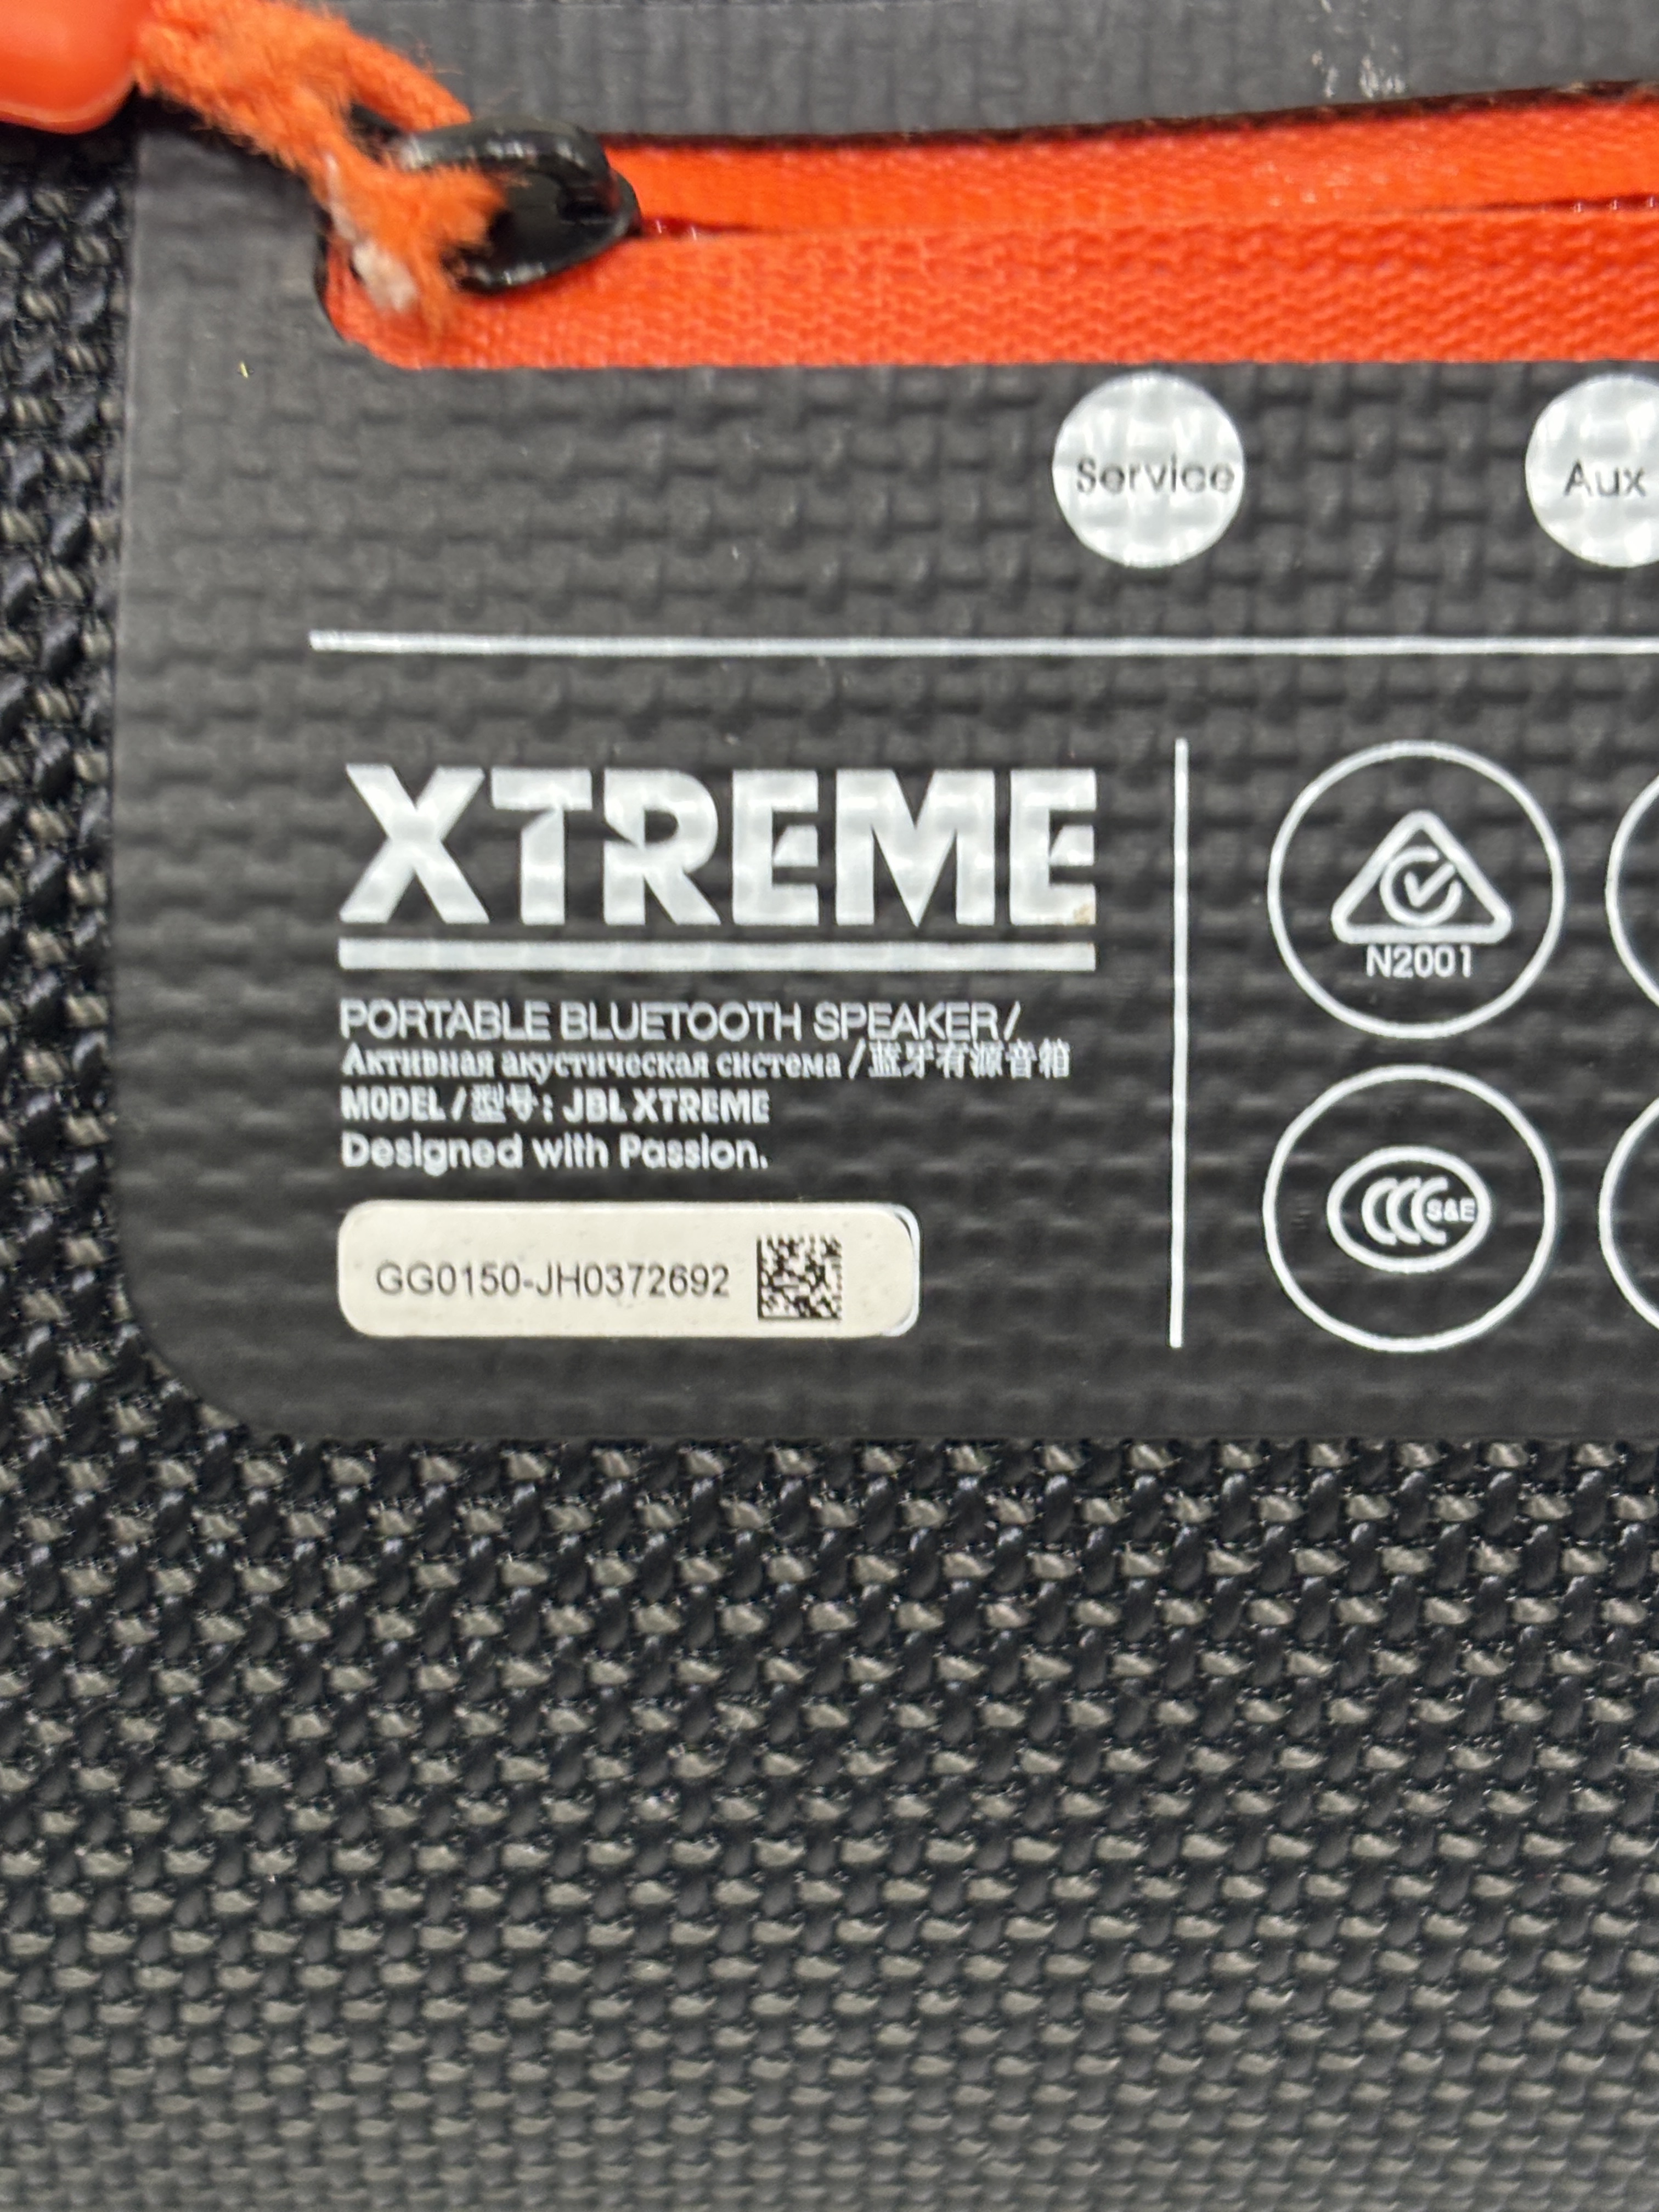 Service
Aux
XTREME
PORTABLE BLUETOOTH SPEAKER/
Активная акустическая система/蓝牙有源音箱
MODEL/型号: JBL XTREME
Designed with Passion.
GG0150-JH0372692
N2001
CCC S&E